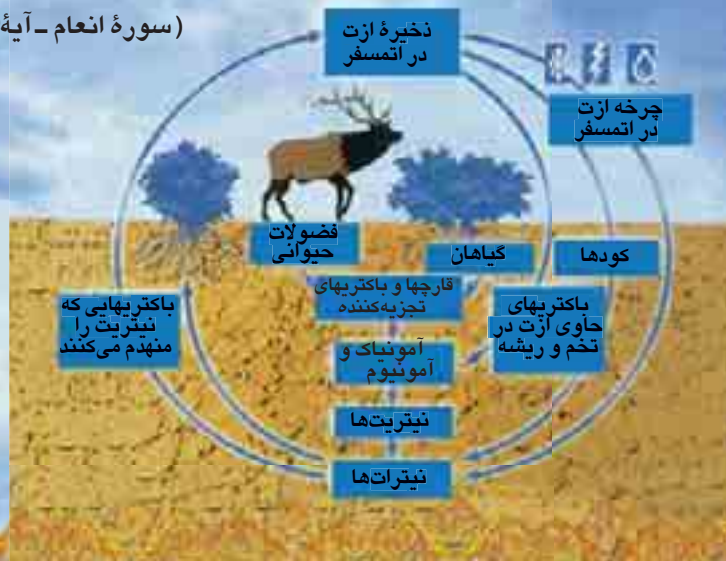 (سورهٔ انعام ـ آیهٔ
ذخیرهٔ ازت
در اتمسفر
چرخه ازت
در اتمسفر
فضولات
حیوانی
گیاهان
کودها
قارچها و باکتریهای
تجزیه‌کننده
باکتریهایی که
نیتریت را
منهدم می‌کنند
باکتریهای
حاوی ازت در
تخم و ریشه
آمونیاک و
آمونیوم
نیتریت‌ها
نیترات‌ها